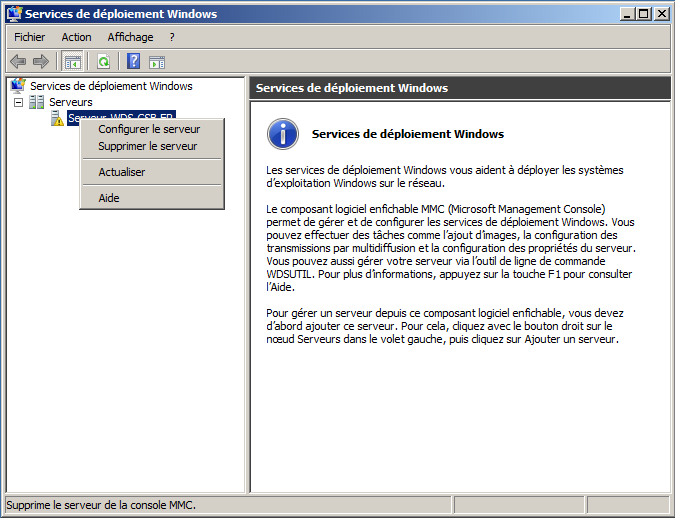 Services de déploiement Windows
Fichier Action Affichage ?
Services de déploiement Windows
Serveurs
Configurer le serveur
Supprimer le serveur
Actualiser
Aide
Services de déploiement Windows
Services de déploiement Windows
Les services de déploiement Windows vous aident à déployer les systèmes
d'exploitation Windows sur le réseau.
Le composant logiciel enfichable MMC (Microsoft Management Console)
permet de gérer et de configurer les services de déploiement Windows. Vous
pouvez effectuer des tâches comme l'ajout d'images, la configuration des
transmissions par multidiffusion et la configuration des propriétés du serveur.
Vous pouvez aussi gérer votre serveur via l'outil de ligne de commande
WDSUTIL. Pour plus d'informations, appuyez sur la touche F1 pour consulter
l'Aide.
Pour gérer un serveur depuis ce composant logiciel enfichable, vous devez
d'abord ajouter ce serveur. Pour cela, cliquez avec le bouton droit sur le
nœud Serveurs dans le volet gauche, puis cliquez sur Ajouter un serveur.
Supprime le serveur de la console MMC.